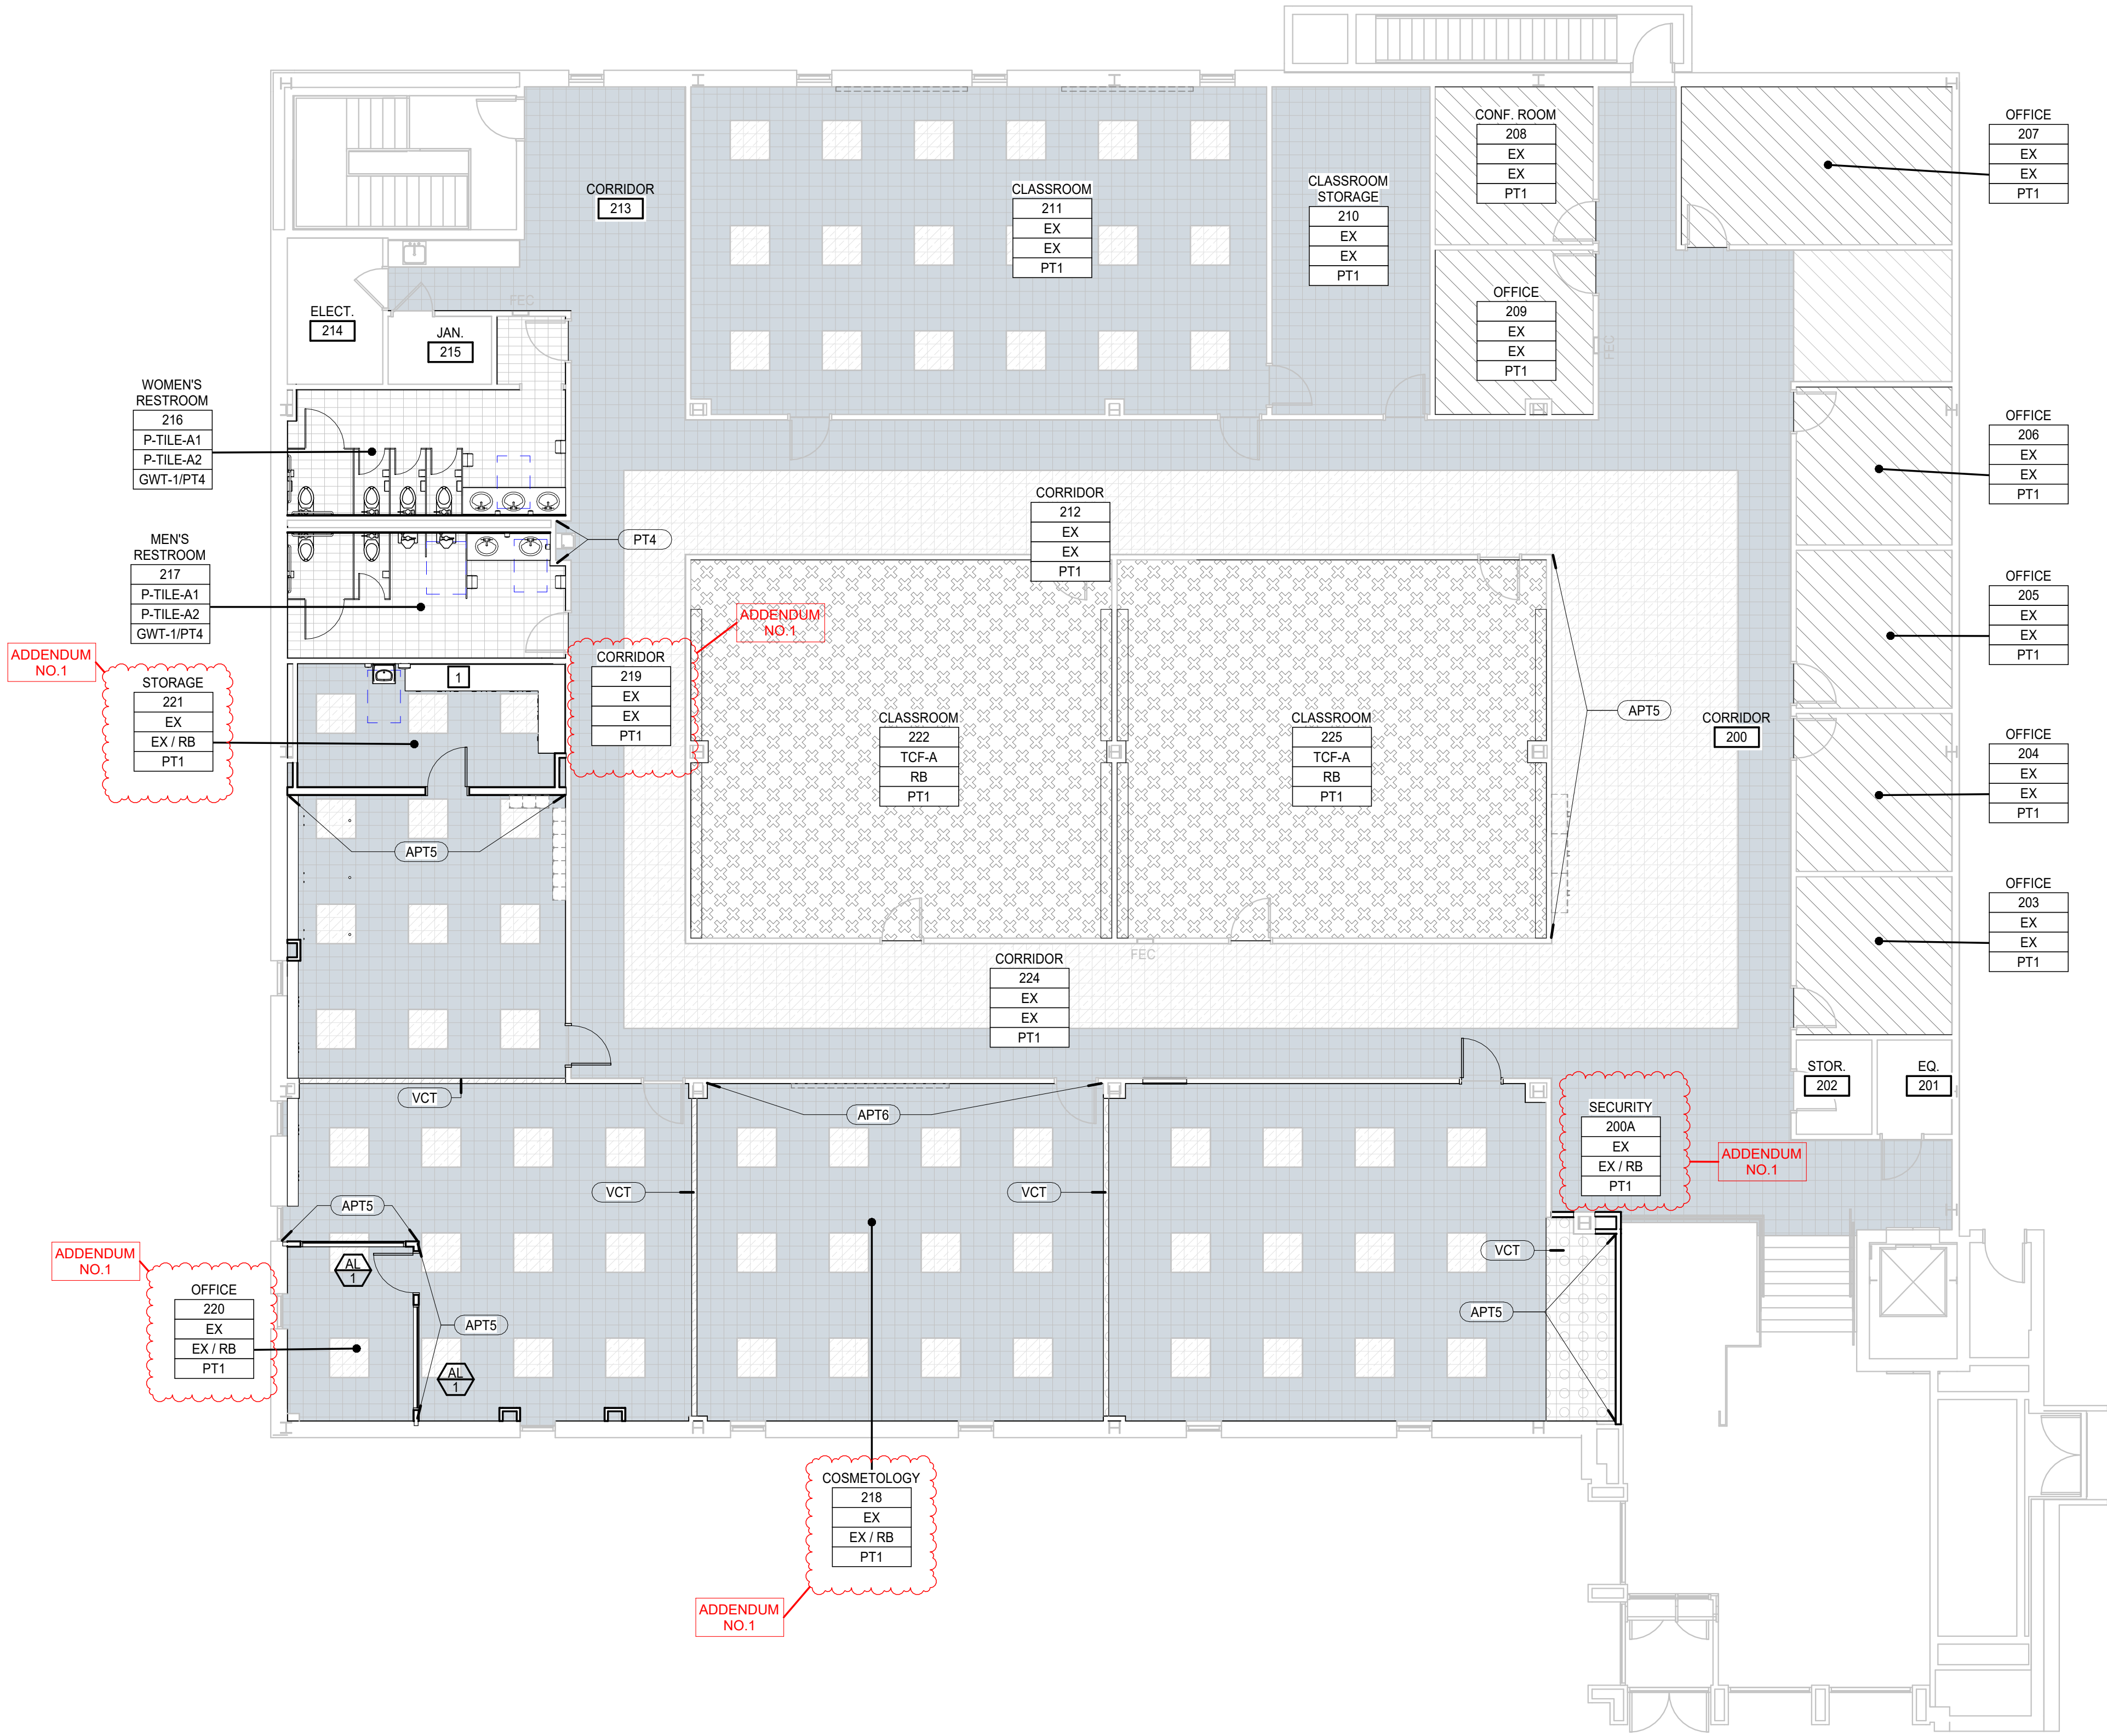 CONF. ROOM
208
EX
EX
PT1
OFFICE
207
EX
EX
PT1
CORRIDOR
213
CLASSROOM
211
EX
EX
PT1
CLASSROOM
STORAGE
210
EX
EX
PT1
OFFICE
209
EX
EX
PT1
FEC
FEC
ELECT.
214
JAN.
215
WOMEN'S
RESTROOM
216
P-TILE-A1
P-TILE-A2
GWT-1/PT4
OFFICE
206
EX
EX
PT1
CORRIDOR
212
EX
EX
PT1
PT4
MEN'S
RESTROOM
217
P-TILE-A1
P-TILE-A2
GWT-1/PT4
OFFICE
205
EX
EX
PT1
ADDENDUM
NO.1
ADDENDUM
NO.1
STORAGE
221
EX
EX / RB
PT1
1
CORRIDOR
219
EX
EX
PT1
CLASSROOM
222
TCF-A
RB
PT1
CLASSROOM
225
TCF-A
RB
PT1
APT5
CORRIDOR
200
OFFICE
204
EX
EX
PT1
APT5
OFFICE
203
EX
EX
PT1
FEC
CORRIDOR
224
EX
EX
PT1
STOR.
202
EQ.
201
VCT
APT6
SECURITY
200A
EX
EX / RB
PT1
ADDENDUM
NO.1
VCT
VCT
APT5
VCT
ADDENDUM
NO.1
AL
1
OFFICE
220
EX
EX / RB
PT1
APT5
APT5
AL
1
COSMETOLOGY
218
EX
EX / RB
PT1
ADDENDUM
NO.1